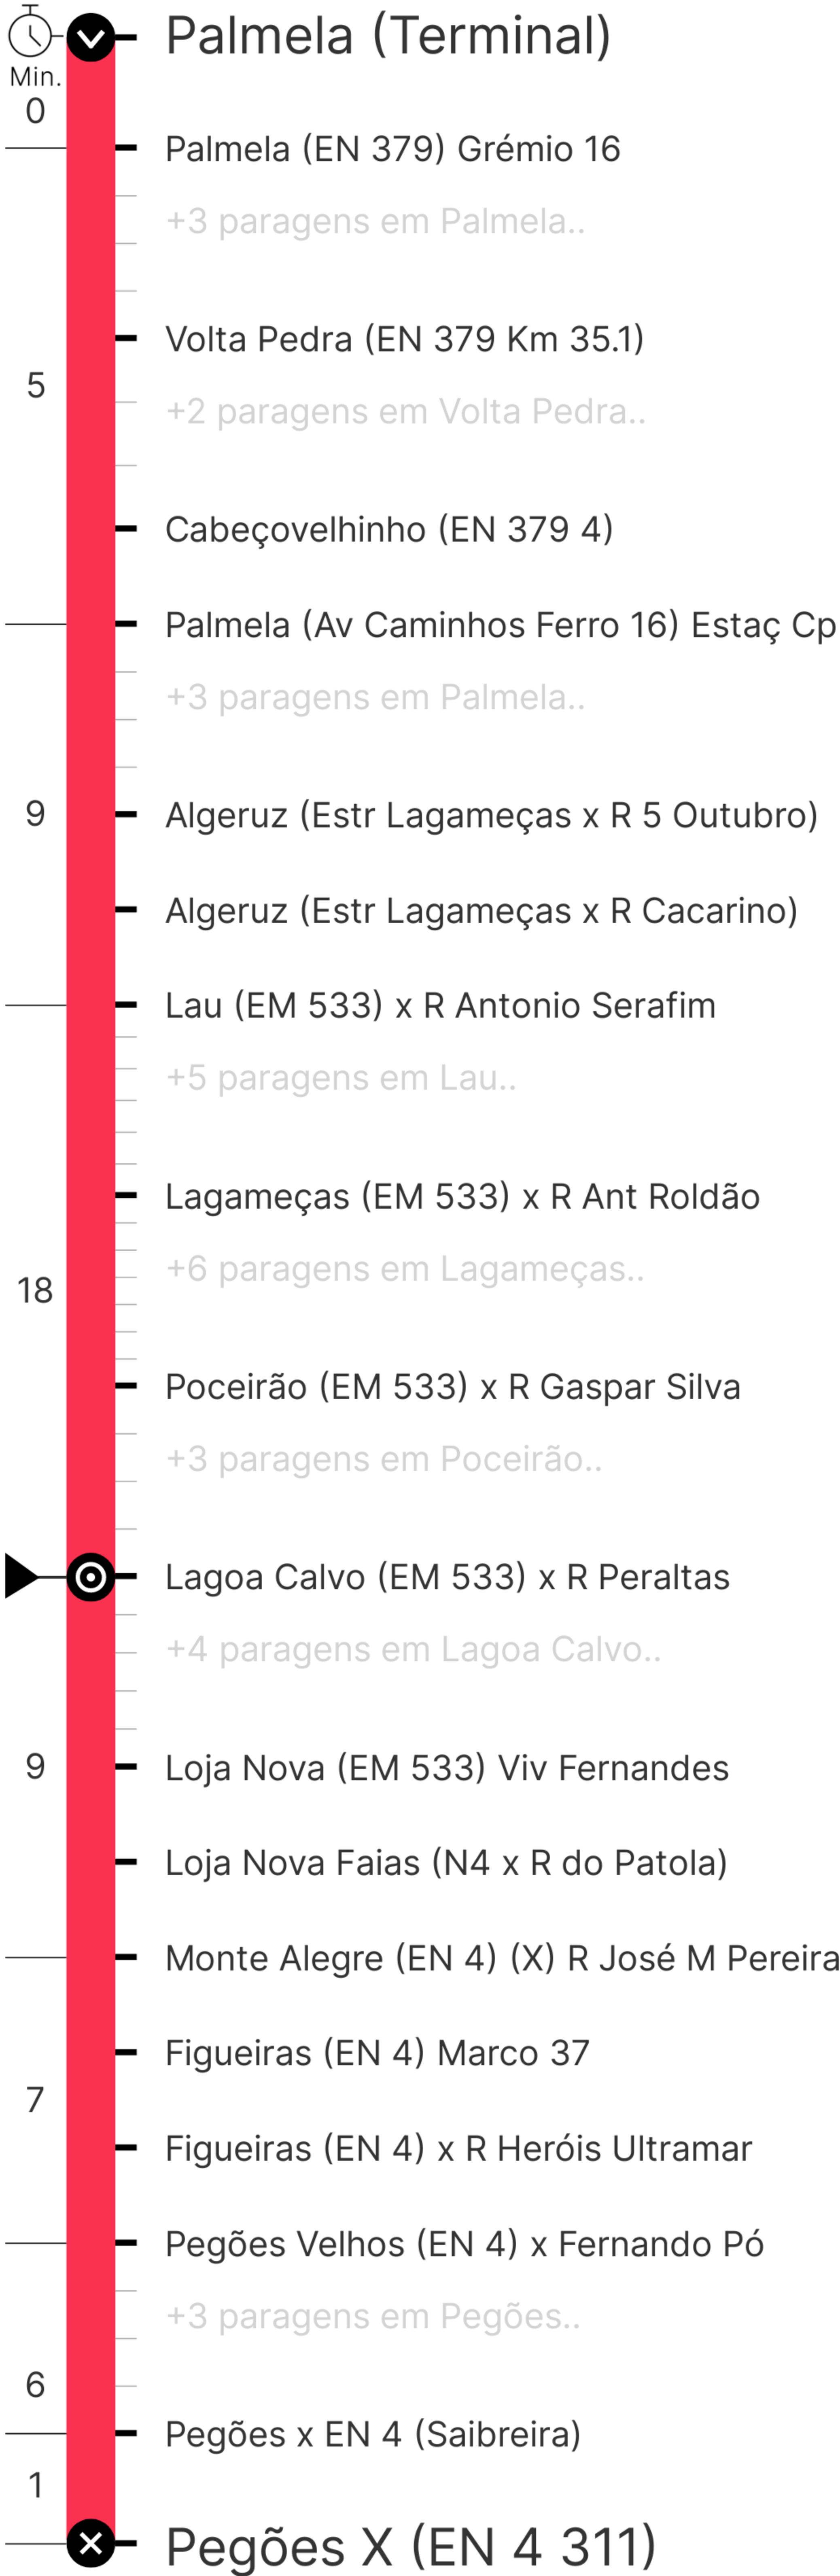 Palmela (Terminal)
Min.
0
Palmela (EN 379) Grémio 16
+3 paragens em Palmela..
Volta Pedra (EN 379 Km 35.1)
5
+2 paragens em Volta Pedra..
Cabeçovelhinho (EN 379 4)
Palmela (Av Caminhos Ferro 16) Estaç Cp
+3 paragens em Palmela..
9
Algeruz (Estr Lagameças x R 5 Outubro)
Algeruz (Estr Lagameças x R Cacarino)
Lau (EM 533) x R Antonio Serafim
+5 paragens em Lau..
Lagameças (EM 533) x R Ant Roldão
+6 paragens em Lagameças..
18
Poceirão (EM 533) x R Gaspar Silva
+3 paragens em Poceirão..
Lagoa Calvo (EM 533) x R Peraltas
+4 paragens em Lagoa Calvo..
9
Loja Nova (EM 533) Viv Fernandes
Loja Nova Faias (N4 x R do Patola)
Monte Alegre (EN 4) (X) R José M Pereira
Figueiras (EN 4) Marco 37
7
Figueiras (EN 4) x R Heróis Ultramar
Pegões Velhos (EN 4) x Fernando Pó
+3 paragens em Pegões..
6
Pegões x EN 4 (Saibreira)
1
Pegões X (EN 4 311)